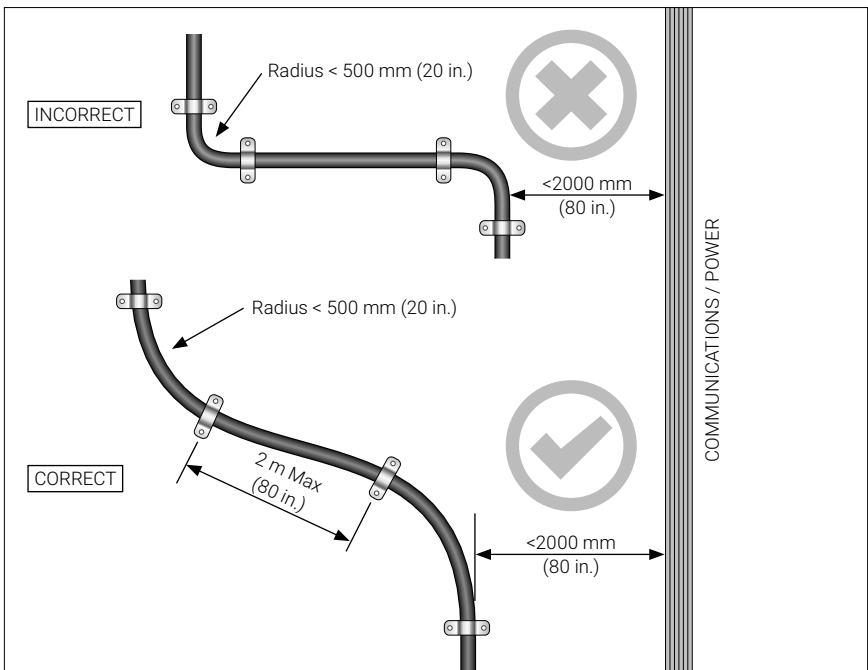 Radius < 500 mm (20 in.)
INCORRECT
<2000 mm
(80 in.)
COMMUNICATIONS / POWER
Radius < 500 mm (20 in.)
2 m Max
(80 in.)
CORRECT
<2000 mm
(80 in.)